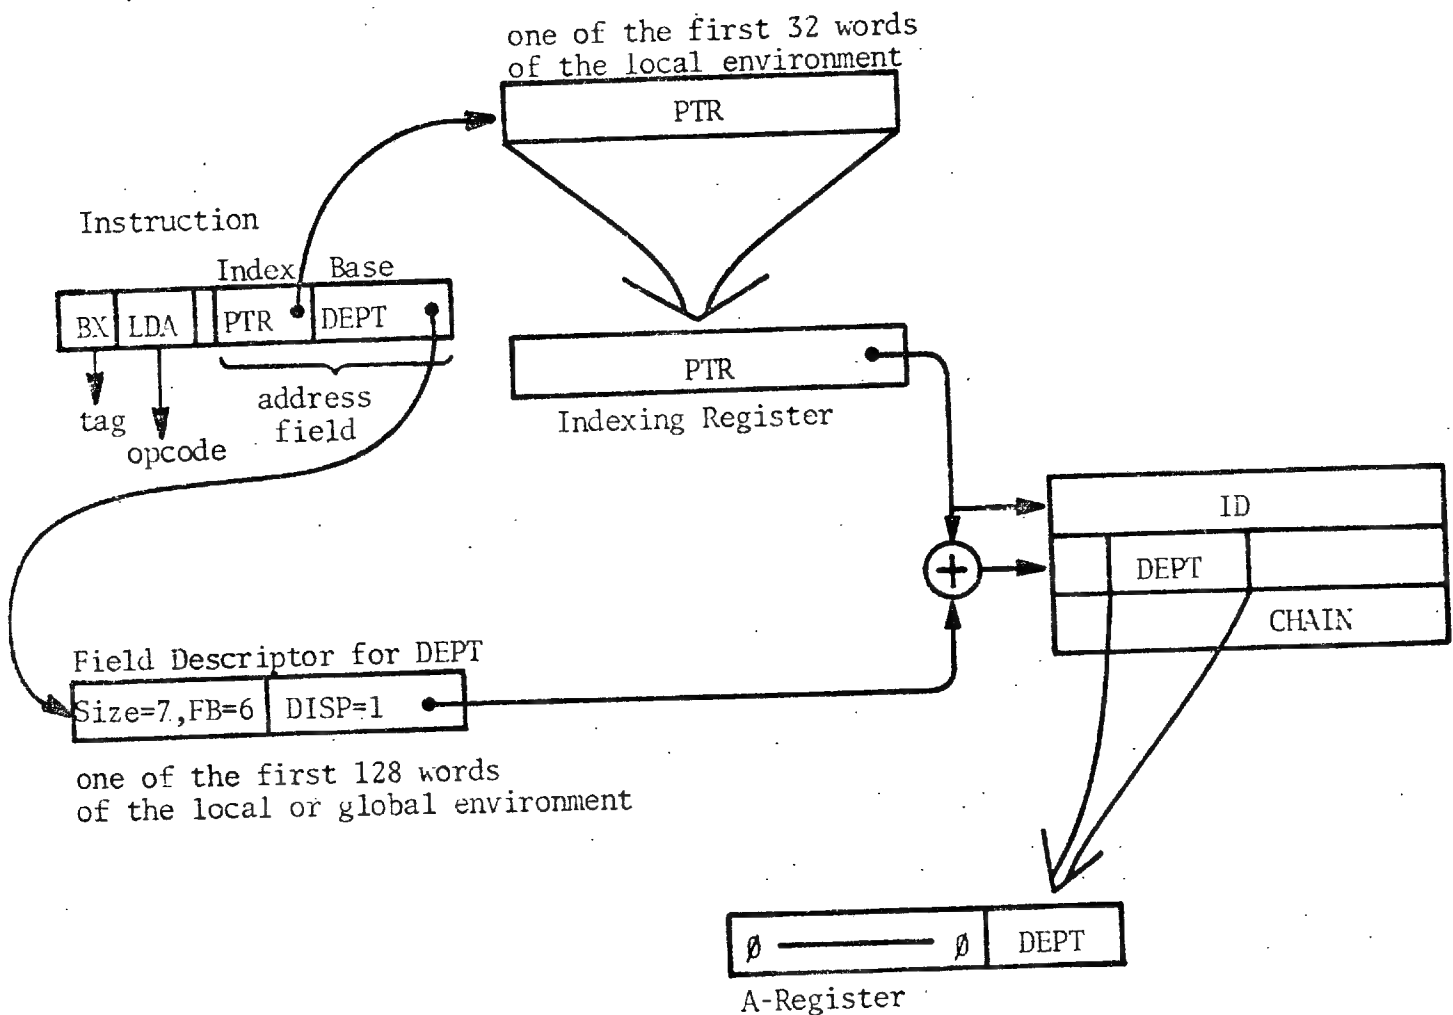 one of the first 32 words
of the local environment
PTR
Instruction
Index Base
BX LDA PTR DEPT
tag
opcode
address
field
PTR
Indexing Register
ID
DEPT
CHAIN
+
Field Descriptor for DEPT
Size=7,FB=6 DISP=1
one of the first 128 words
of the local or global environment
Ø Ø DEPT
A-Register